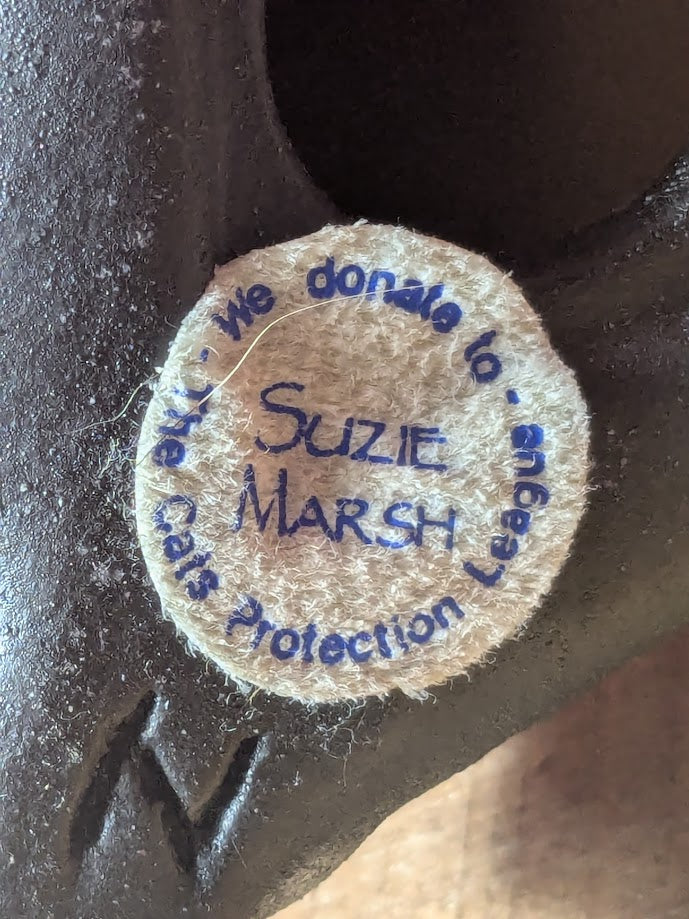 We donate to
The Cats Protection League
SUZIE
MARSH